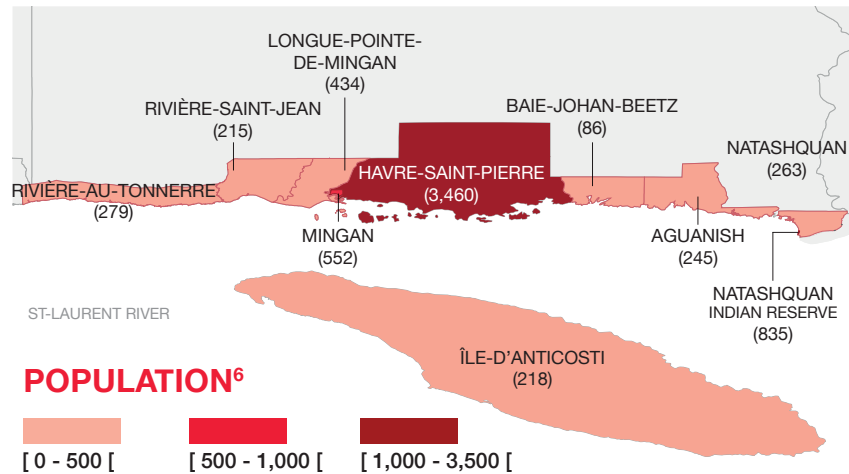 LONGUE-POINTE-
DE-MINGAN
(434)
RIVIÈRE-SAINT-JEAN
(215)
BAIE-JOHAN-BEETZ
(86)
NATASHQUAN
(263)
RIVIÈRE-AU-TONNERRE
(279)
HAVRE-SAINT-PIERRE
(3,460)
MINGAN
(552)
AGUANISH
(245)
NATASHQUAN
INDIAN RESERVE
(835)
ST-LAURENT RIVER
ÎLE-D'ANTICOSTI
(218)
POPULATION⁶
[ 0 - 500 [
[ 500 - 1,000 [
[ 1,000 - 3,500 [